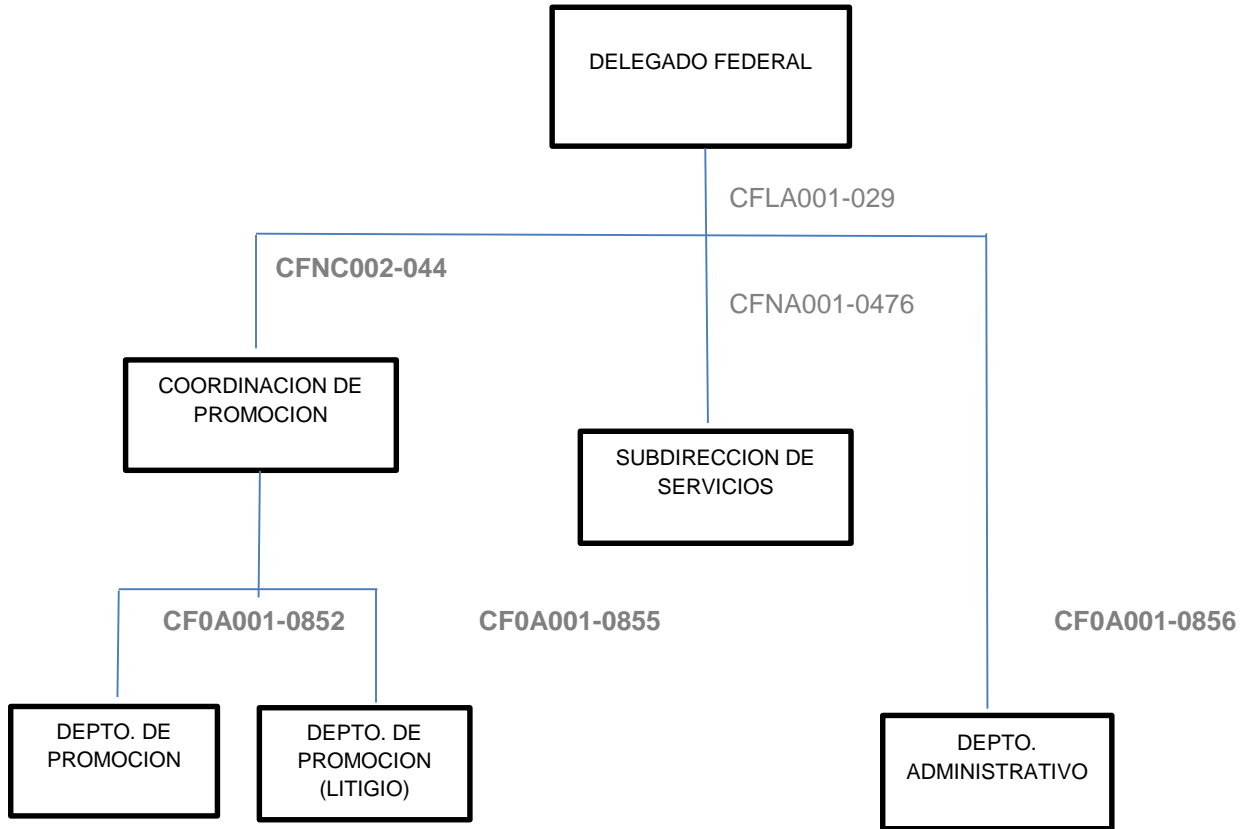 DELEGADO FEDERAL
CFLA001-029
CFNC002-044
CFNA001-0476
COORDINACION DE
PROMOCION
SUBDIRECCION DE
SERVICIOS
CF0A001-0852
CF0A001-0855
CF0A001-0856
DEPTO. DE
PROMOCION
DEPTO. DE
PROMOCION
(LITIGIO)
DEPTO.
ADMINISTRATIVO